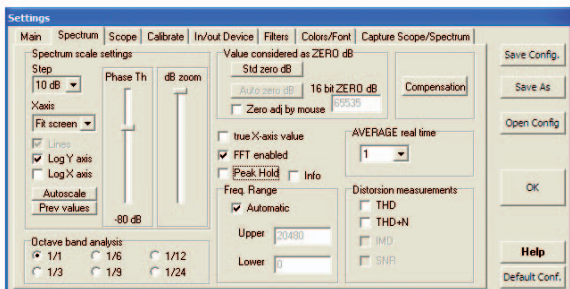 Settings
Main Spectrum Scope Calibrate In/out Device Filters Colors/Font Capture Scope/Spectrum
Spectrum scale settings
Step
10 dB
Xaxis
Fit screen
Lines
Log Y axis
Log X axis
Autoscale
Prev values
Phase Th
-80 dB
dB zoom
Octave band analysis
1/1 1/6 1/12
1/3 1/9 1/24
Value considered as ZERO dB
Std zero dB
Auto zero dB 16 bit ZERO dB
Zero adj by mouse 65535
Compensation
true X-axis value
FFT enabled
Peak Hold Info
AVERAGE real time
1
Freq. Range
Automatic
Upper 20480
Lower 0
Distorsion measurements
THD
THD+N
IMD
SNR
Save Config.
Save As
Open Config
OK
Help
Default Conf.